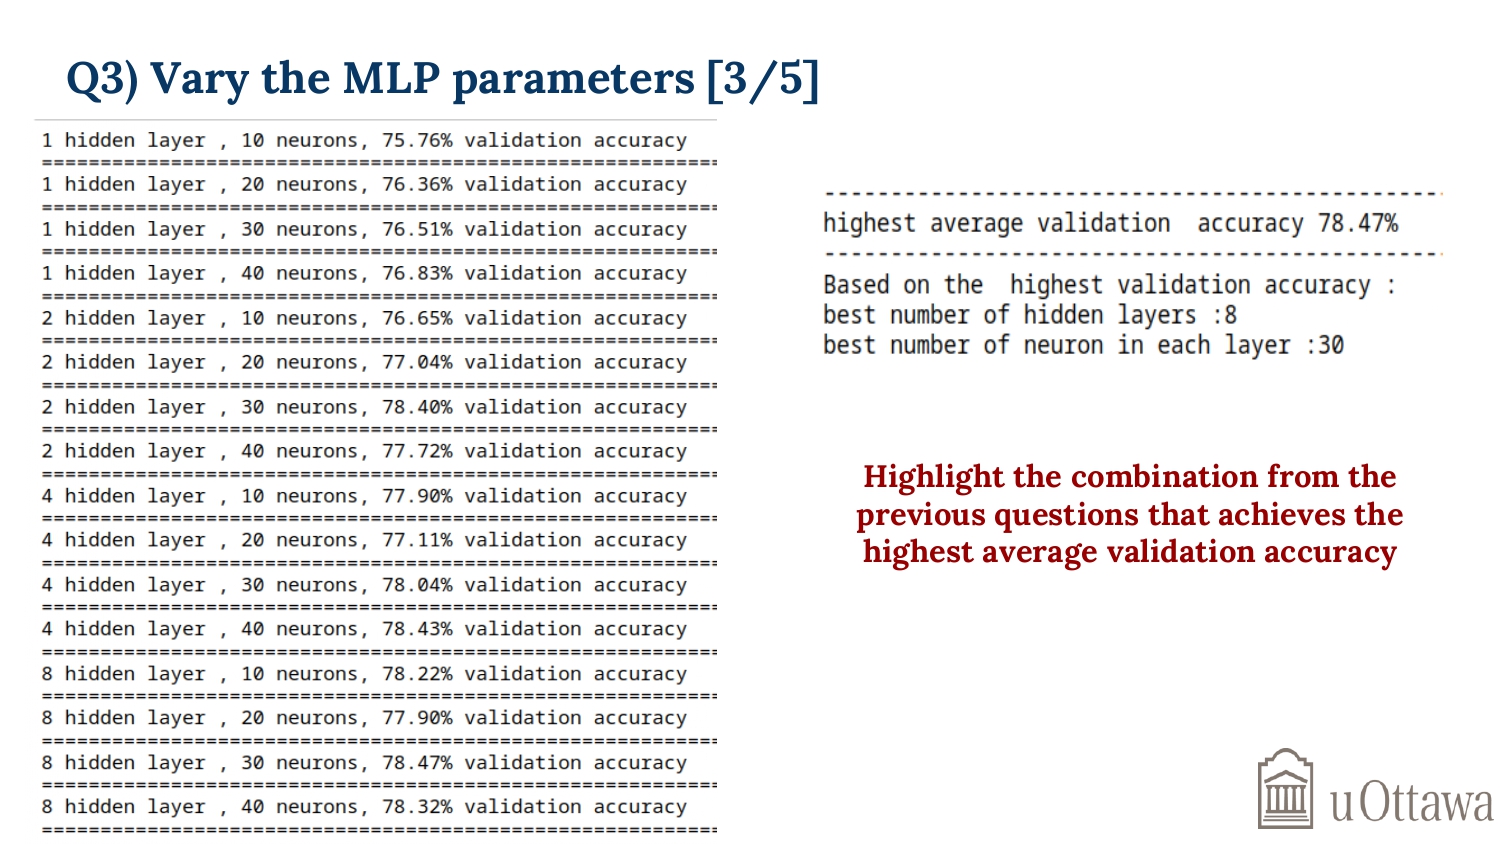 Q3) Vary the MLP parameters [3/5]
1 hidden layer , 10 neurons, 75.76% validation accuracy
==========================================================
1 hidden layer , 20 neurons, 76.36% validation accuracy
==========================================================
1 hidden layer , 30 neurons, 76.51% validation accuracy
==========================================================
1 hidden layer , 40 neurons, 76.83% validation accuracy
==========================================================
2 hidden layer , 10 neurons, 76.65% validation accuracy
==========================================================
2 hidden layer , 20 neurons, 77.04% validation accuracy
==========================================================
2 hidden layer , 30 neurons, 78.40% validation accuracy
==========================================================
2 hidden layer , 40 neurons, 77.72% validation accuracy
==========================================================
4 hidden layer , 10 neurons, 77.90% validation accuracy
==========================================================
4 hidden layer , 20 neurons, 77.11% validation accuracy
==========================================================
4 hidden layer , 30 neurons, 78.04% validation accuracy
==========================================================
4 hidden layer , 40 neurons, 78.43% validation accuracy
==========================================================
8 hidden layer , 10 neurons, 78.22% validation accuracy
==========================================================
8 hidden layer , 20 neurons, 77.90% validation accuracy
==========================================================
8 hidden layer , 30 neurons, 78.47% validation accuracy
==========================================================
8 hidden layer , 40 neurons, 78.32% validation accuracy
==========================================================
-----------------------------------------------
highest average validation  accuracy 78.47%
-----------------------------------------------
Based on the  highest validation accuracy :
best number of hidden layers :8
best number of neuron in each layer :30
Highlight the combination from the
previous questions that achieves the
highest average validation accuracy
uOttawa